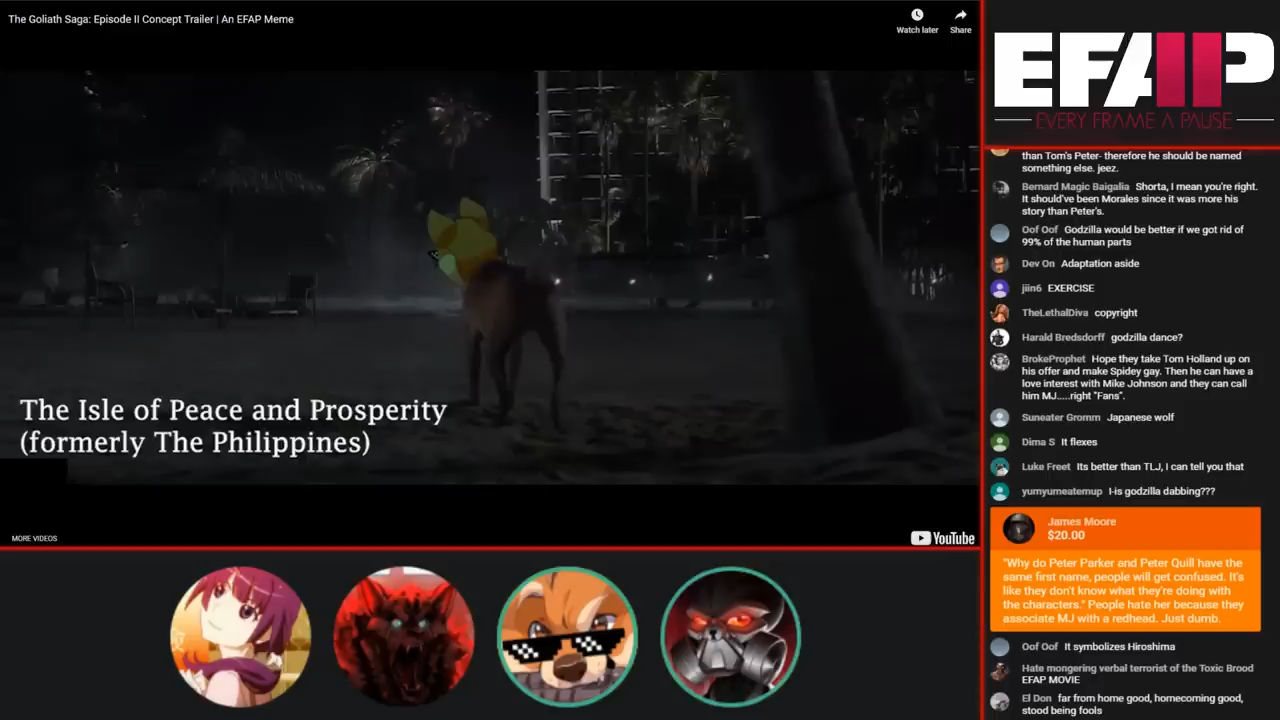 The Goliath Saga: Episode II Concept Trailer | An EFAP Meme
Watch later
Share
The Isle of Peace and Prosperity
(formerly The Philippines)
MORE VIDEOS
YouTube
EFAP
EVERY FRAME A PAUSE
than Tom's Peter- therefore he should be named
something else. jeez.
Bernard Magic Baigalia Shorta, I mean you're right.
It should've been Morales since it was more his
story than Peter's.
Oof Oof Godzilla would be better if we got rid of
99% of the human parts
Dev On Adaptation aside
jiin6 EXERCISE
TheLethalDiva copyright
Harald Bredsdorff godzilla dance?
BrokeProphet Hope they take Tom Holland up on
his offer and make Spidey gay. Then he can have a
love interest with Mike Johnson and they can call
him MJ.....right "Fans".
Suneater Gromm Japanese wolf
Dima S It flexes
Luke Freet Its better than TLJ, I can tell you that
yumyumeatemup I-is godzilla dabbing???
James Moore
$20.00
"Why do Peter Parker and Peter Quill have the
same first name, people will get confused. It's
like they don't know what they're doing with
the characters." People hate her because they
associate MJ with a redhead. Just dumb.
Oof Oof It symbolizes Hiroshima
Hate mongering verbal terrorist of the Toxic Brood
EFAP MOVIE
El Don far from home good, homecoming good,
stood being fools